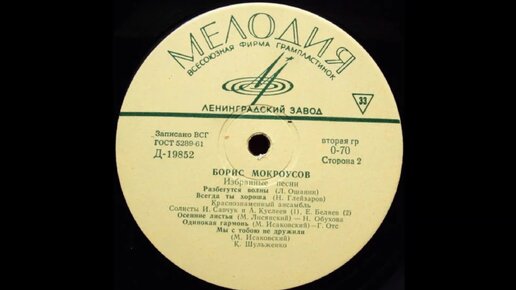 МЕЛОДИЯ
ВСЕСОЮЗНАЯ ФИРМА ГРАМПЛАСТИНОК
ЛЕНИНГРАДСКИЙ ЗАВОД
33
Записано ВСГ
ГОСТ 5289-61
Д-19852
вторая гр
0-70
Сторона 2
БОРИС МОКРОУСОВ
Избранные песни
Разбегутся волны (Л. Ошанин)
Всегда ты хороша (Н. Глейзаров)
Краснознаменный ансамбль
Солисты И. Савчук и А. Куслеев (1), Е. Беляев (2)
Осенние листья (М. Лисянский) — Н. Обухова
Одинокая гармонь (М. Исаковский) — Г. Отс
Мы с тобою не дружили
(М. Исаковский)
К. Шульженко